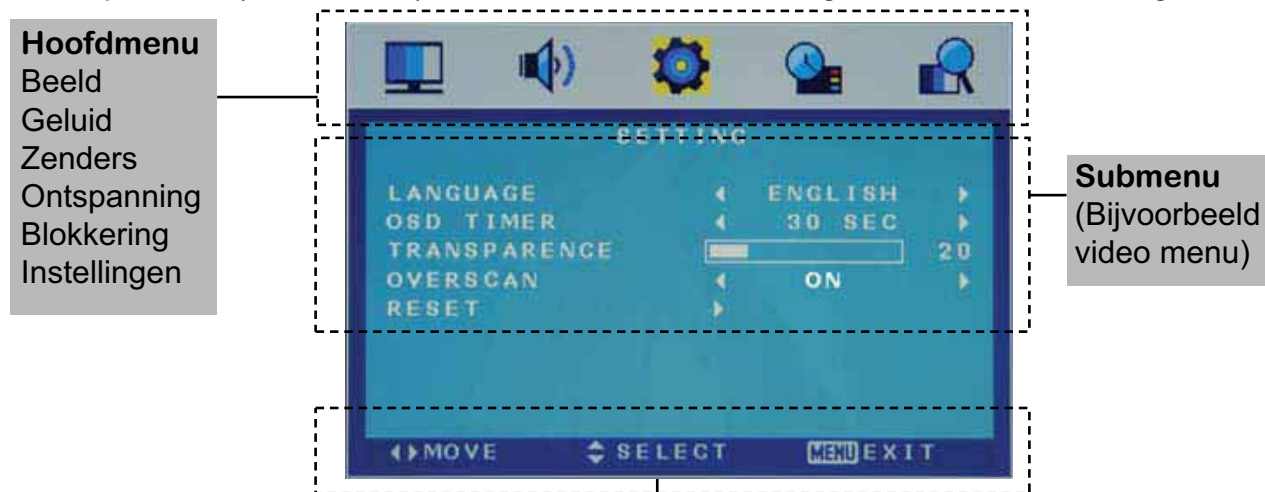 Hoofdmenu
Beeld
Geluid
Zenders
Ontspanning
Blokkering
Instellingen
SETTING
LANGUAGE ENGLISH
OSD TIMER 30 SEC
TRANSPARENCE 20
OVERSCAN ON
RESET
MOVE SELECT MENU EXIT
Submenu
(Bijvoorbeeld
video menu)